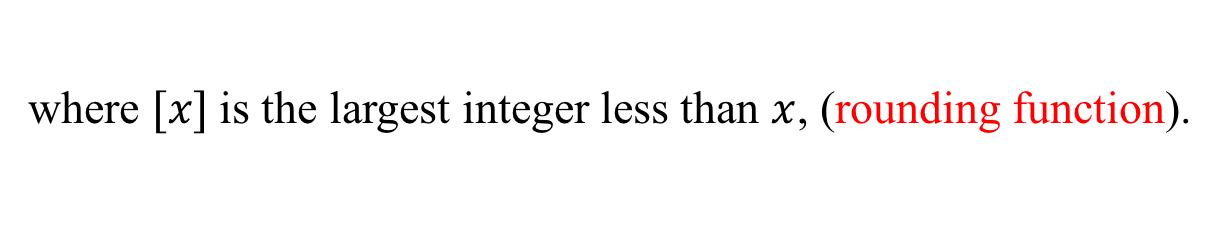 where [x] is the largest integer less than x, (rounding function).